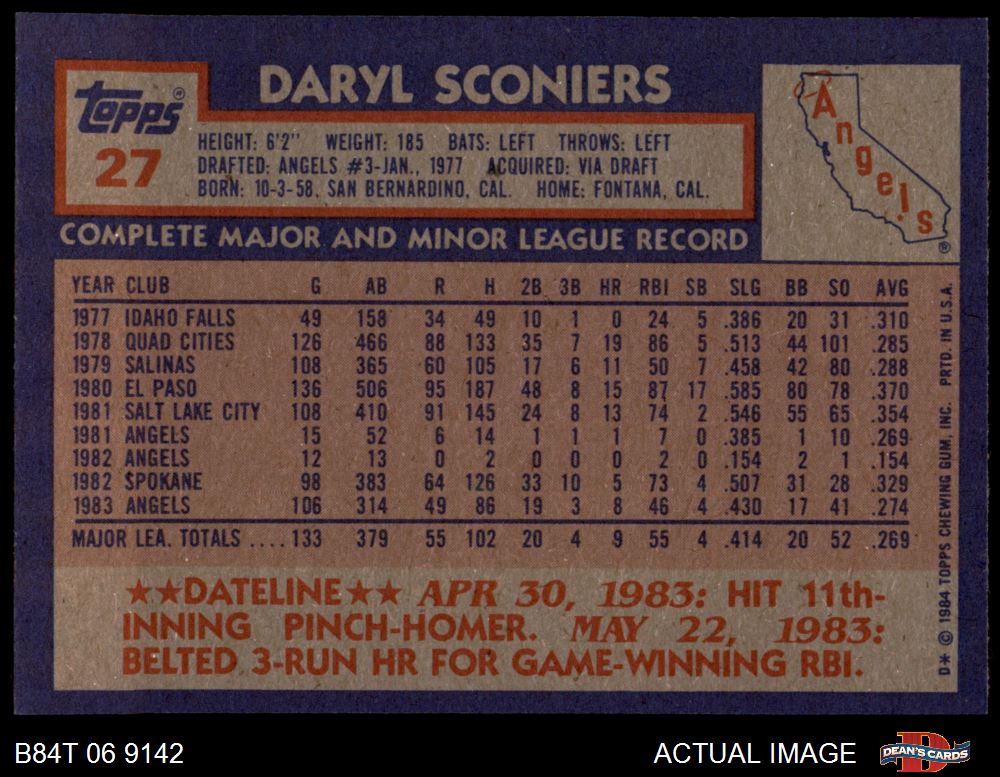 TOPPS®
27
DARYL SCONIERS
HEIGHT: 6'2" WEIGHT: 185 BATS: LEFT THROWS: LEFT
DRAFTED: ANGELS #3-JAN., 1977 ACQUIRED: VIA DRAFT
BORN: 10-3-58, SAN BERNARDINO, CAL. HOME: FONTANA, CAL.
Angels®
COMPLETE MAJOR AND MINOR LEAGUE RECORD
YEAR CLUB G AB R H 2B 3B HR RBI SB SLG BB SO AVG
1977 IDAHO FALLS 49 158 34 49 10 1 0 24 5 .386 20 31 .310
1978 QUAD CITIES 126 466 88 133 35 7 19 86 5 .513 44 101 .285
1979 SALINAS 108 365 60 105 17 6 11 50 7 .458 42 80 .288
1980 EL PASO 136 506 95 187 48 8 15 87 17 .585 80 78 .370
1981 SALT LAKE CITY 108 410 91 145 24 8 13 74 2 .546 55 65 .354
1981 ANGELS 15 52 6 14 1 1 1 7 0 .385 1 10 .269
1982 ANGELS 12 13 0 2 0 0 0 2 0 .154 2 1 .154
1982 SPOKANE 98 383 64 126 33 10 5 73 4 .507 31 28 .329
1983 ANGELS 106 314 49 86 19 3 8 46 4 .430 17 41 .274
MAJOR LEA. TOTALS .... 133 379 55 102 20 4 9 55 4 .414 20 52 .269
★★DATELINE★★ APR 30, 1983: HIT 11th-
INNING PINCH-HOMER. MAY 22, 1983:
BELTED 3-RUN HR FOR GAME-WINNING RBI.
D* © 1984 TOPPS CHEWING GUM, INC. PRTD. IN U.S.A.
B84T 06 9142
ACTUAL IMAGE
D
DEAN'S CARDS